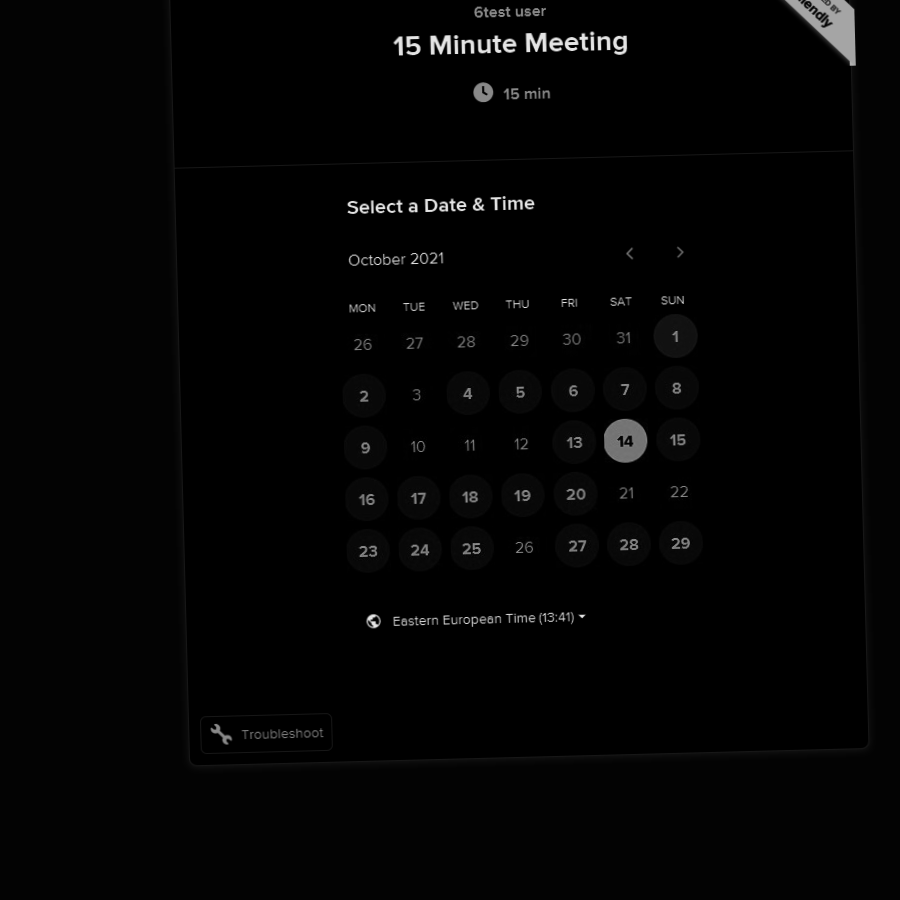 6test user
15 Minute Meeting
15 min
Select a Date & Time
October 2021
MON TUE WED THU FRI SAT SUN
26 27 28 29 30 31 1
2 3 4 5 6 7 8
9 10 11 12 13 14 15
16 17 18 19 20 21 22
23 24 25 26 27 28 29
Eastern European Time (13:41)
Troubleshoot